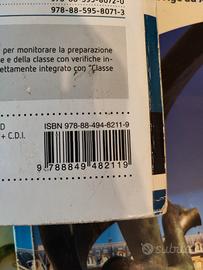 978-88-595-8071-3
per monitorare la preparazione
e della classe con verifiche in-
ettamente integrato con "Classe
D
+ C.D.I.
ISBN 978-88-494-8211-9
9 788849 482119
subito